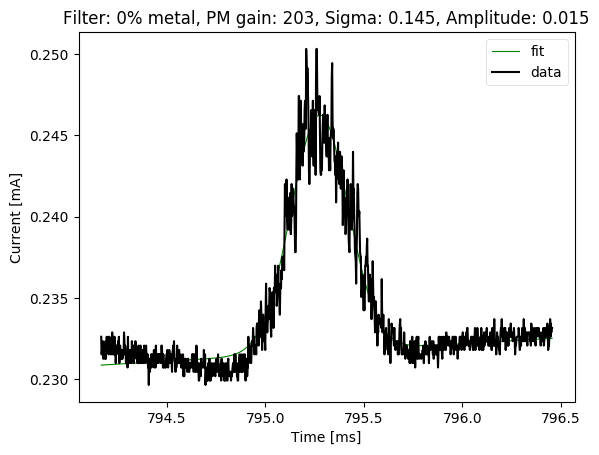 Filter: 0% metal, PM gain: 203, Sigma: 0.145, Amplitude: 0.015
fit
data
0.250
0.245
0.240
0.235
0.230
Current [mA]
794.5
795.0
795.5
796.0
796.5
Time [ms]